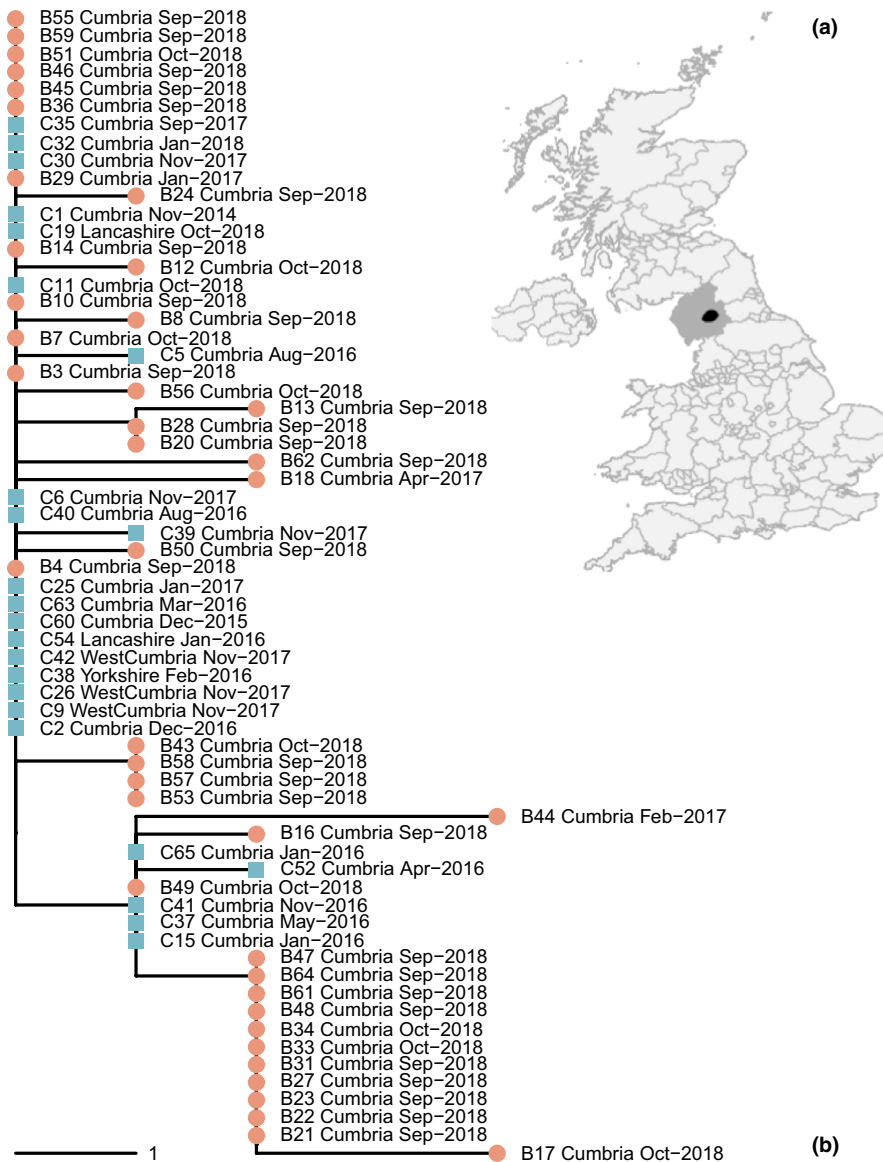 B55 Cumbria Sep−2018
(a)
B59 Cumbria Sep−2018
B51 Cumbria Oct−2018
B46 Cumbria Sep−2018
B45 Cumbria Sep−2018
B36 Cumbria Sep−2018
C35 Cumbria Sep−2017
C32 Cumbria Jan−2018
C30 Cumbria Nov−2017
B29 Cumbria Jan−2017
B24 Cumbria Sep−2018
C1 Cumbria Nov−2014
C19 Lancashire Oct−2018
B14 Cumbria Sep−2018
B12 Cumbria Oct−2018
C11 Cumbria Oct−2018
B10 Cumbria Sep−2018
B8 Cumbria Sep−2018
B7 Cumbria Oct−2018
C5 Cumbria Aug−2016
B3 Cumbria Sep−2018
B56 Cumbria Oct−2018
B13 Cumbria Sep−2018
B28 Cumbria Sep−2018
B20 Cumbria Sep−2018
B62 Cumbria Sep−2018
B18 Cumbria Apr−2017
C6 Cumbria Nov−2017
C40 Cumbria Aug−2016
C39 Cumbria Nov−2017
B50 Cumbria Sep−2018
B4 Cumbria Sep−2018
C25 Cumbria Jan−2017
C63 Cumbria Mar−2016
C60 Cumbria Dec−2015
C54 Lancashire Jan−2016
C42 WestCumbria Nov−2017
C38 Yorkshire Feb−2016
C26 WestCumbria Nov−2017
C9 WestCumbria Nov−2017
C2 Cumbria Dec−2016
B43 Cumbria Oct−2018
B58 Cumbria Sep−2018
B57 Cumbria Sep−2018
B53 Cumbria Sep−2018
B44 Cumbria Feb−2017
B16 Cumbria Sep−2018
C65 Cumbria Jan−2016
C52 Cumbria Apr−2016
B49 Cumbria Oct−2018
C41 Cumbria Nov−2016
C37 Cumbria May−2016
C15 Cumbria Jan−2016
B47 Cumbria Sep−2018
B64 Cumbria Sep−2018
B61 Cumbria Sep−2018
B48 Cumbria Sep−2018
B34 Cumbria Oct−2018
B33 Cumbria Oct−2018
B31 Cumbria Sep−2018
B27 Cumbria Sep−2018
B23 Cumbria Sep−2018
B22 Cumbria Sep−2018
B21 Cumbria Sep−2018
B17 Cumbria Oct−2018
1
(b)